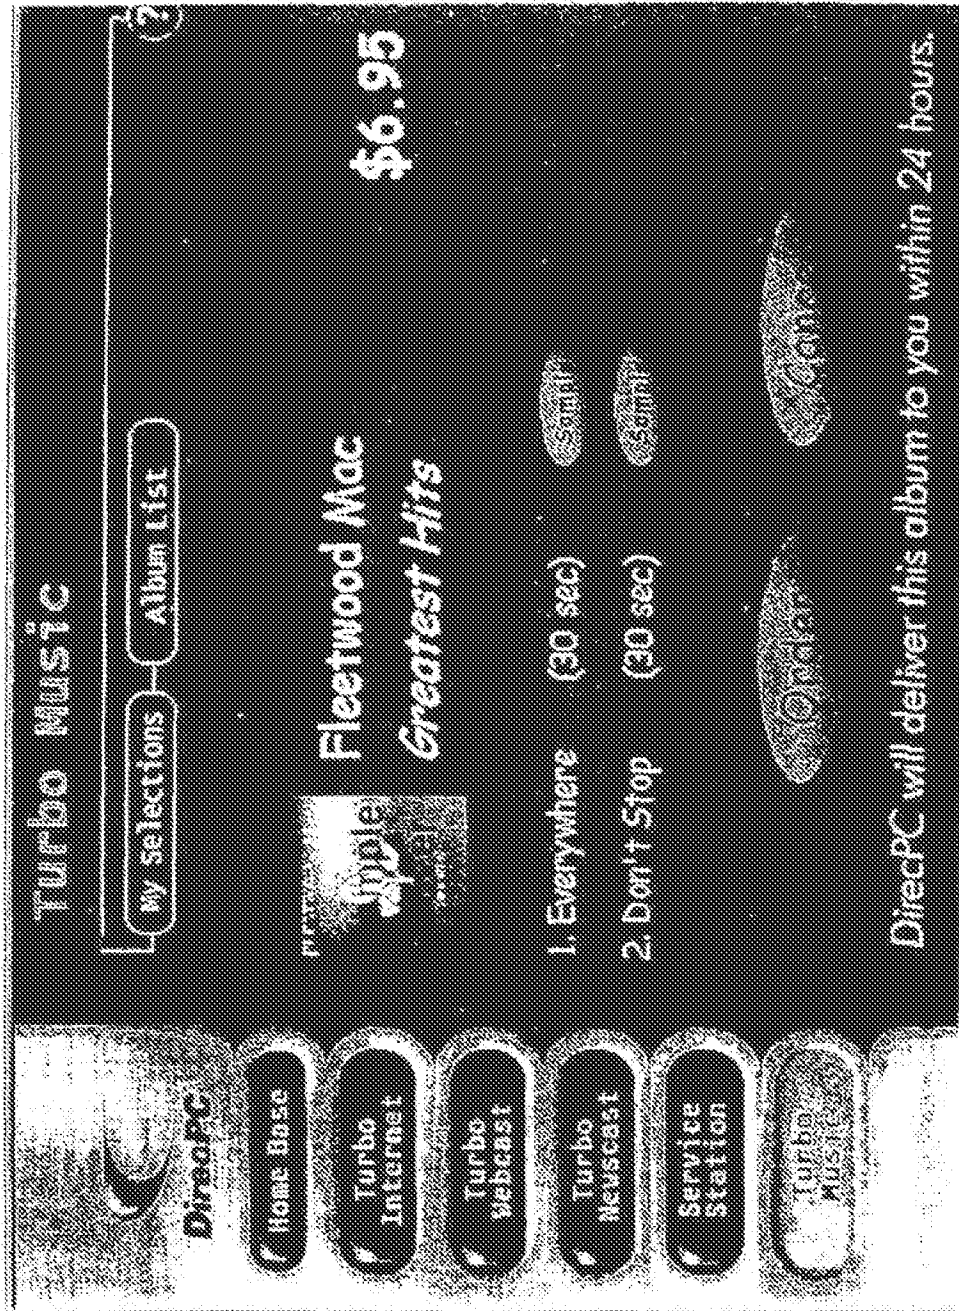 DirecPC
Home Base
Turbo
Internet
Turbo
Webcast
Turbo
Newscast
Service
Station
Turbo
Music
Turbo Music
?
My Selections
Album List
Fleetwood Mac
Greatest Hits
$6.95
1. Everywhere (30 sec)
2. Don't Stop (30 sec)
DirecPC will deliver this album to you within 24 hours.